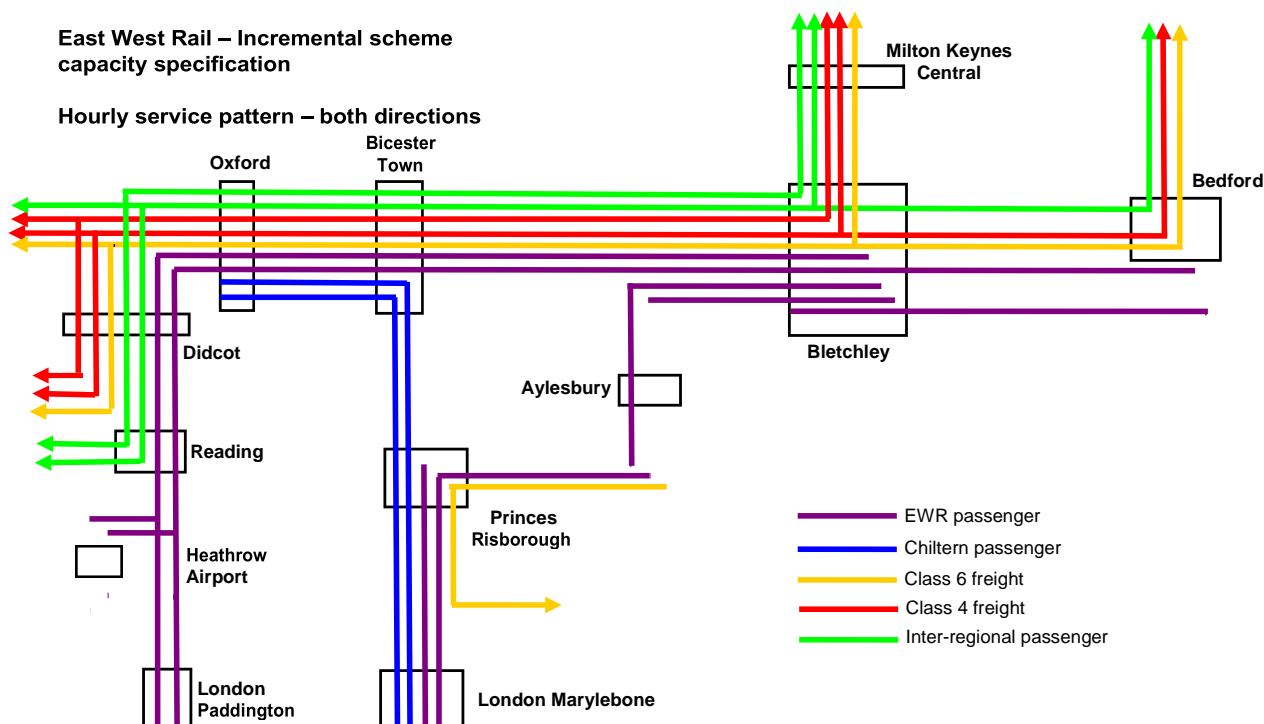 East West Rail – Incremental scheme
capacity specification
Hourly service pattern – both directions
Milton Keynes
Central
Bicester
Town
Oxford
Bedford
Didcot
Bletchley
Aylesbury
Reading
Princes
Risborough
Heathrow
Airport
EWR passenger
Chiltern passenger
Class 6 freight
Class 4 freight
Inter-regional passenger
London
Paddington
London Marylebone